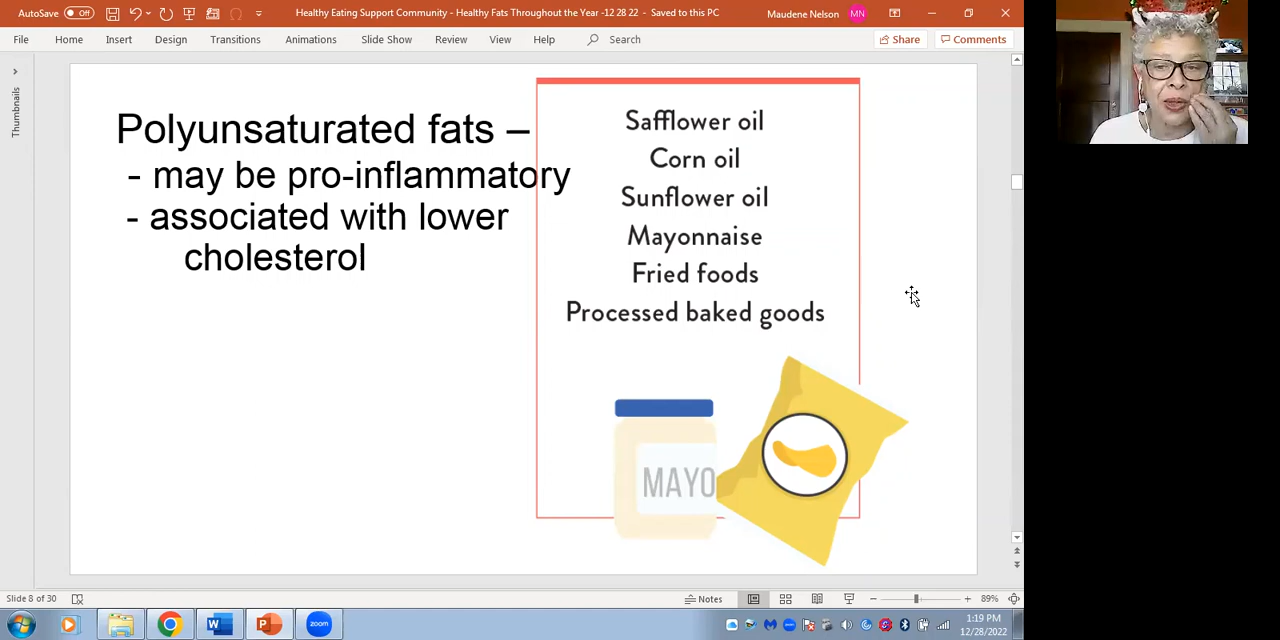 AutoSave Off
Healthy Eating Support Community - Healthy Fats Throughout the Year -12 28 22 - Saved to this PC
Maudene Nelson MN
File Home Insert Design Transitions Animations Slide Show Review View Help Search Share Comments
Thumbnails
Polyunsaturated fats –
- may be pro-inflammatory
- associated with lower
cholesterol
Safflower oil
Corn oil
Sunflower oil
Mayonnaise
Fried foods
Processed baked goods
MAYO
Slide 8 of 30
Notes
89%
W
P
zoom
1:19 PM
12/28/2022